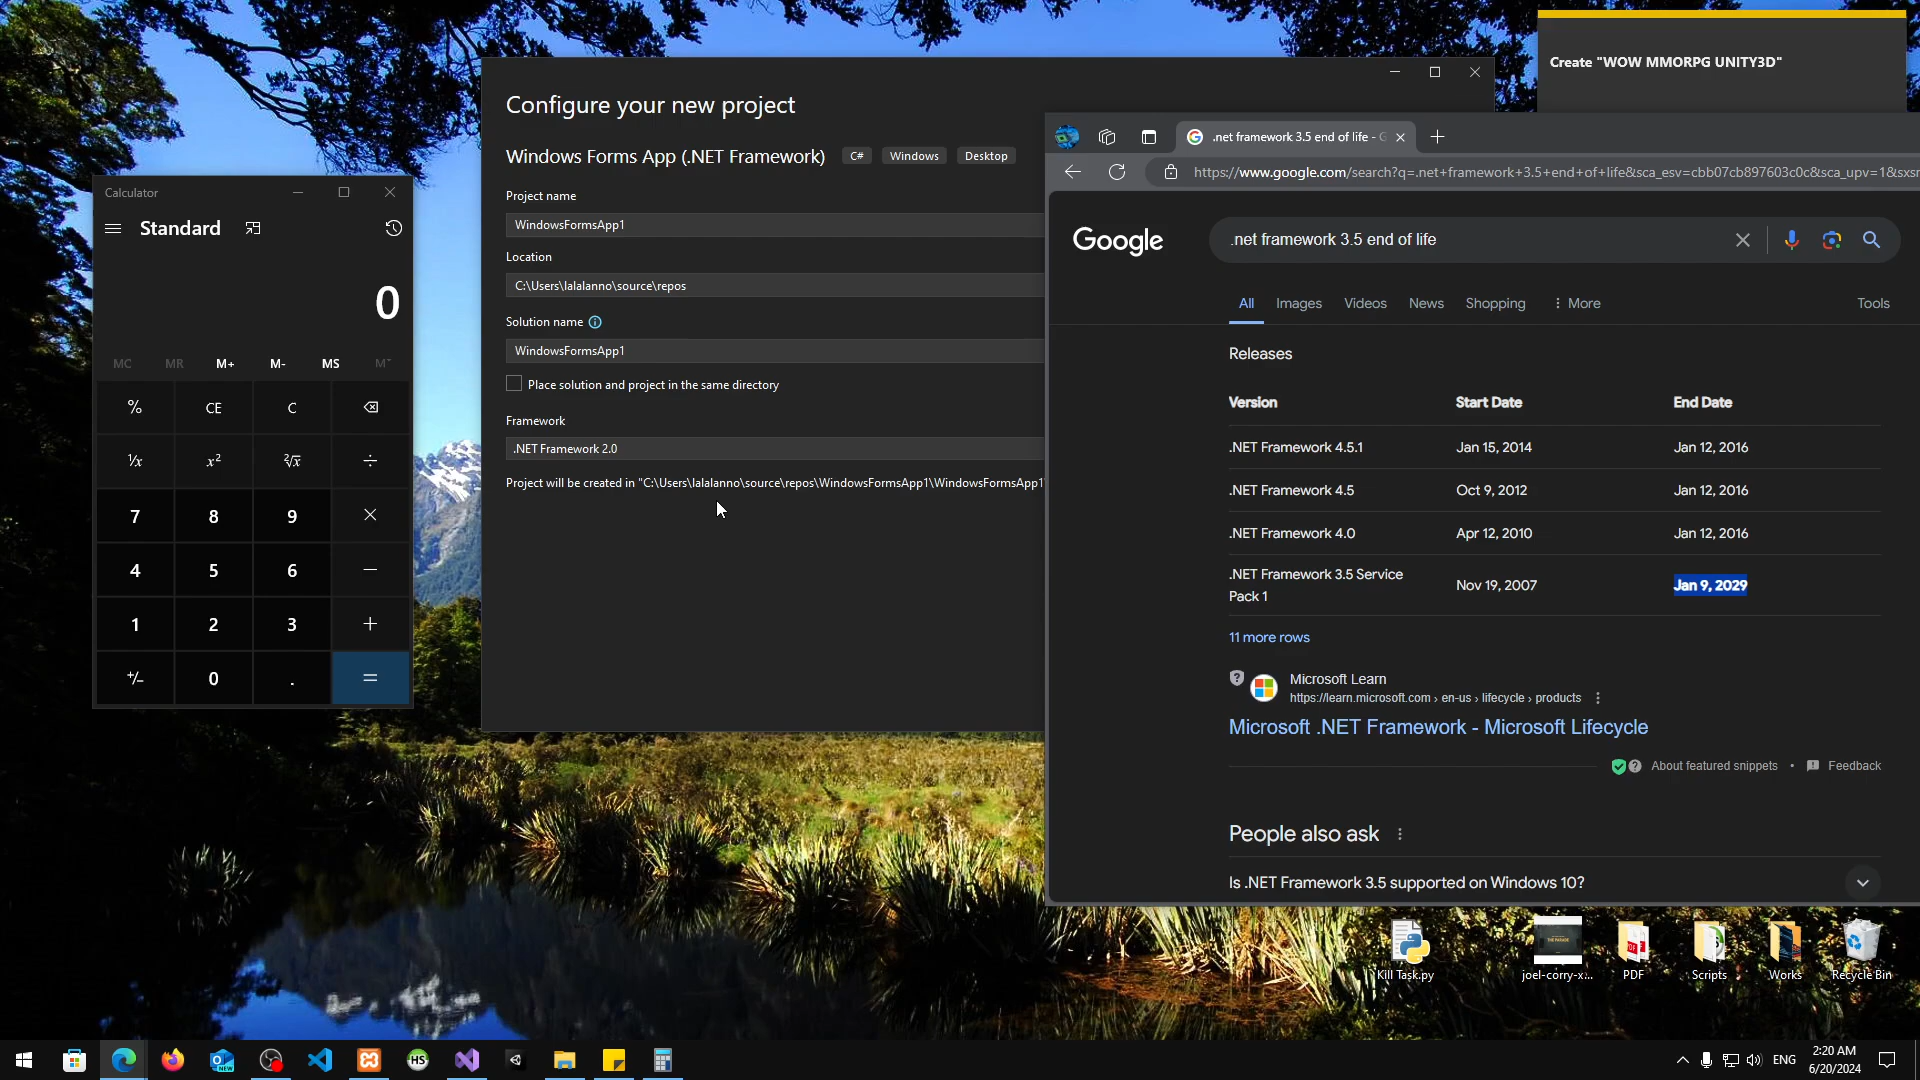 Create "WOW MMORPG UNITY3D"
Calculator
Standard
0
MC MR M+ M- MS M˅
% CE C
¹/x x² ²√x ÷
7 8 9 ×
4 5 6 −
1 2 3 +
+/− 0 . =
Configure your new project
Windows Forms App (.NET Framework) C# Windows Desktop
Project name
WindowsFormsApp1
Location
C:\Users\lalalanno\source\repos
Solution name
WindowsFormsApp1
Place solution and project in the same directory
Framework
.NET Framework 2.0
Project will be created in "C:\Users\lalalanno\source\repos\WindowsFormsApp1\WindowsFormsApp1
.net framework 3.5 end of life - G
https://www.google.com/search?q=.net+framework+3.5+end+of+life&sca_esv=cbb07cb897603c0c&sca_upv=1&sxsr
Google
.net framework 3.5 end of life
All Images Videos News Shopping More Tools
Releases
Version Start Date End Date
.NET Framework 4.5.1 Jan 15, 2014 Jan 12, 2016
.NET Framework 4.5 Oct 9, 2012 Jan 12, 2016
.NET Framework 4.0 Apr 12, 2010 Jan 12, 2016
.NET Framework 3.5 Service
Pack 1 Nov 19, 2007 Jan 9, 2029
11 more rows
Microsoft Learn
https://learn.microsoft.com › en-us › lifecycle › products
Microsoft .NET Framework - Microsoft Lifecycle
About featured snippets • Feedback
People also ask
Is .NET Framework 3.5 supported on Windows 10?
Kill Task.py
joel-corry-x...
PDF
Scripts
Works
Recycle Bin
NEW
HS
ENG
2:20 AM
6/20/2024